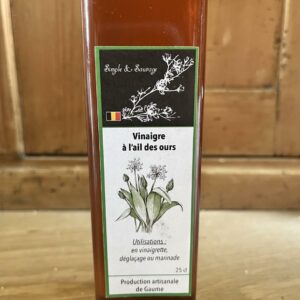 Simple & Sauvage
Vinaigre
à l'ail des ours
Utilisations :
en vinaigrette,
déglaçage ou marinade
25 cl
Production artisanale
de Gaume